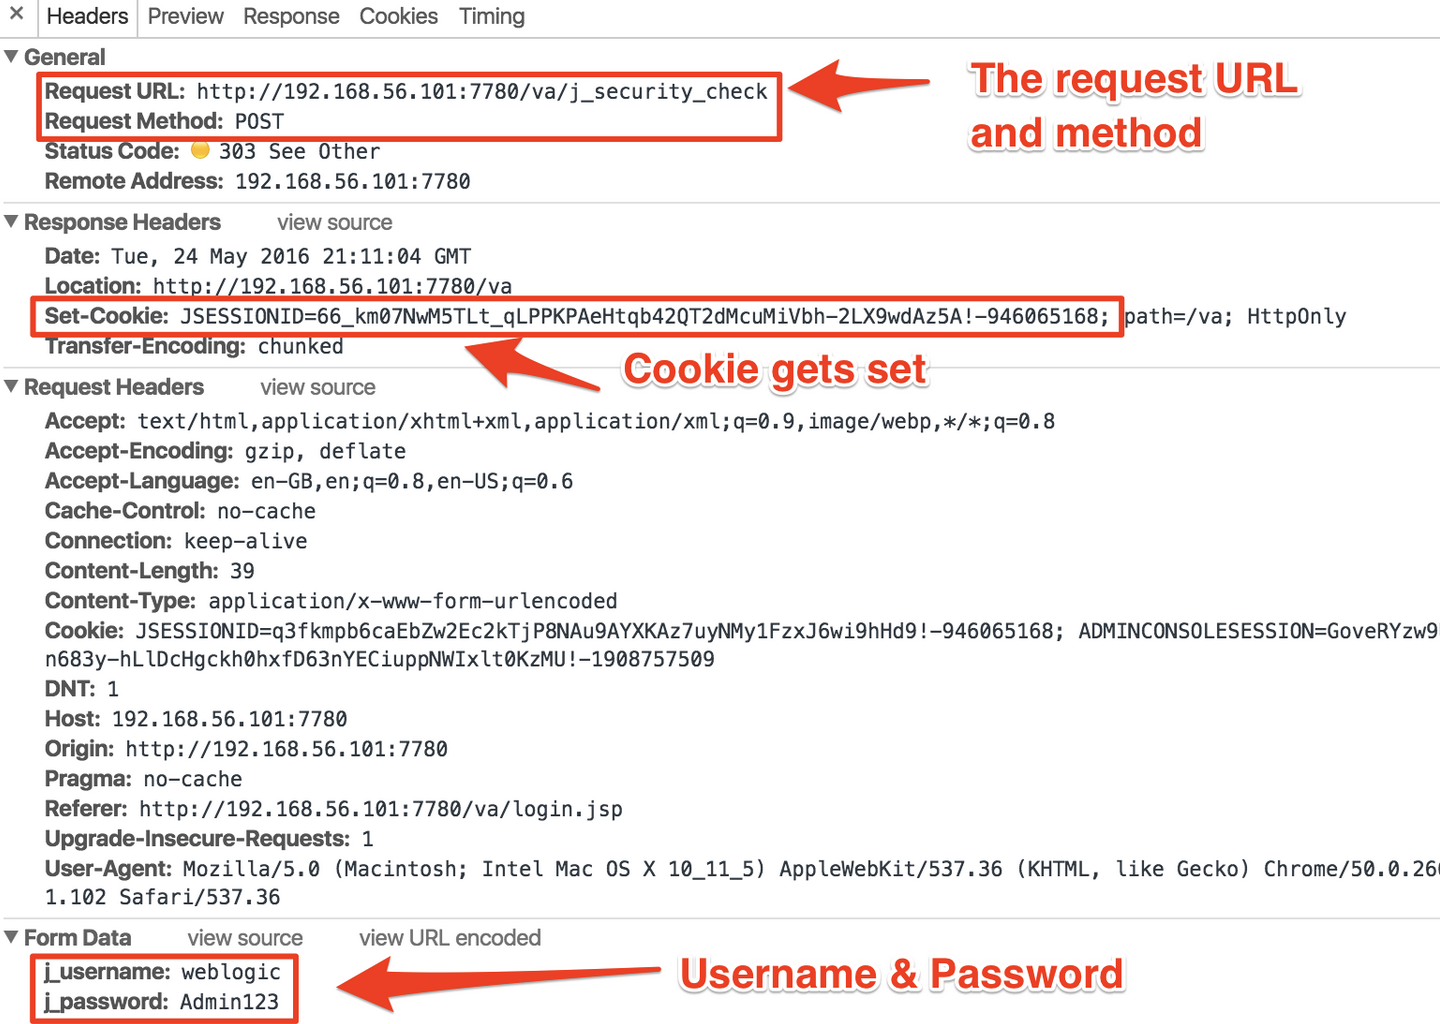 × Headers Preview Response Cookies Timing
▼ General
Request URL: http://192.168.56.101:7780/va/j_security_check
Request Method: POST
The request URL
and method
Status Code: 303 See Other
Remote Address: 192.168.56.101:7780
▼ Response Headers view source
Date: Tue, 24 May 2016 21:11:04 GMT
Location: http://192.168.56.101:7780/va
Set-Cookie: JSESSIONID=66_km07NwM5TLt_qLPPKPAeHtqb42QT2dMcuMiVbh-2LX9wdAz5A!-946065168; path=/va; HttpOnly
Transfer-Encoding: chunked
Cookie gets set
▼ Request Headers view source
Accept: text/html,application/xhtml+xml,application/xml;q=0.9,image/webp,*/*;q=0.8
Accept-Encoding: gzip, deflate
Accept-Language: en-GB,en;q=0.8,en-US;q=0.6
Cache-Control: no-cache
Connection: keep-alive
Content-Length: 39
Content-Type: application/x-www-form-urlencoded
Cookie: JSESSIONID=q3fkmpb6caEbZw2Ec2kTjP8NAu9AYXKAz7uyNMy1FzxJ6wi9hHd9!-946065168; ADMINCONSOLESESSION=GoveRYzw9
n683y-hLlDcHgckh0hxfD63nYECiuppNWIxlt0KzMU!-1908757509
DNT: 1
Host: 192.168.56.101:7780
Origin: http://192.168.56.101:7780
Pragma: no-cache
Referer: http://192.168.56.101:7780/va/login.jsp
Upgrade-Insecure-Requests: 1
User-Agent: Mozilla/5.0 (Macintosh; Intel Mac OS X 10_11_5) AppleWebKit/537.36 (KHTML, like Gecko) Chrome/50.0.266
1.102 Safari/537.36
▼ Form Data view source view URL encoded
j_username: weblogic
j_password: Admin123
Username & Password